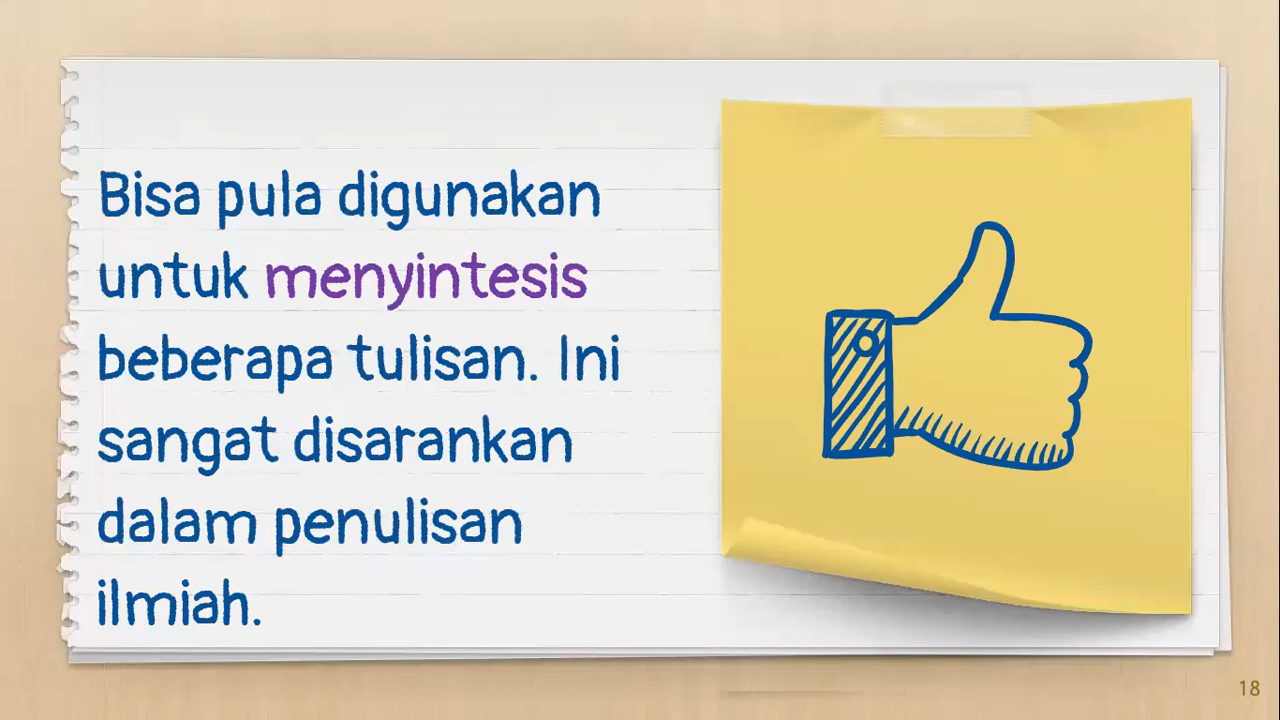 Bisa pula digunakan
untuk menyintesis
beberapa tulisan. Ini
sangat disarankan
dalam penulisan
ilmiah.
18